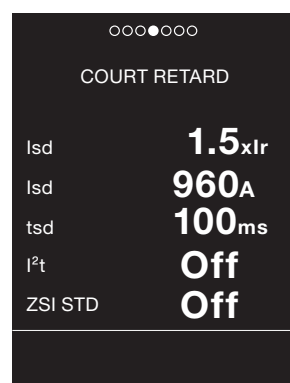 COURT RETARD
Isd 1.5xIr
Isd 960A
tsd 100ms
I²t Off
ZSI STD Off